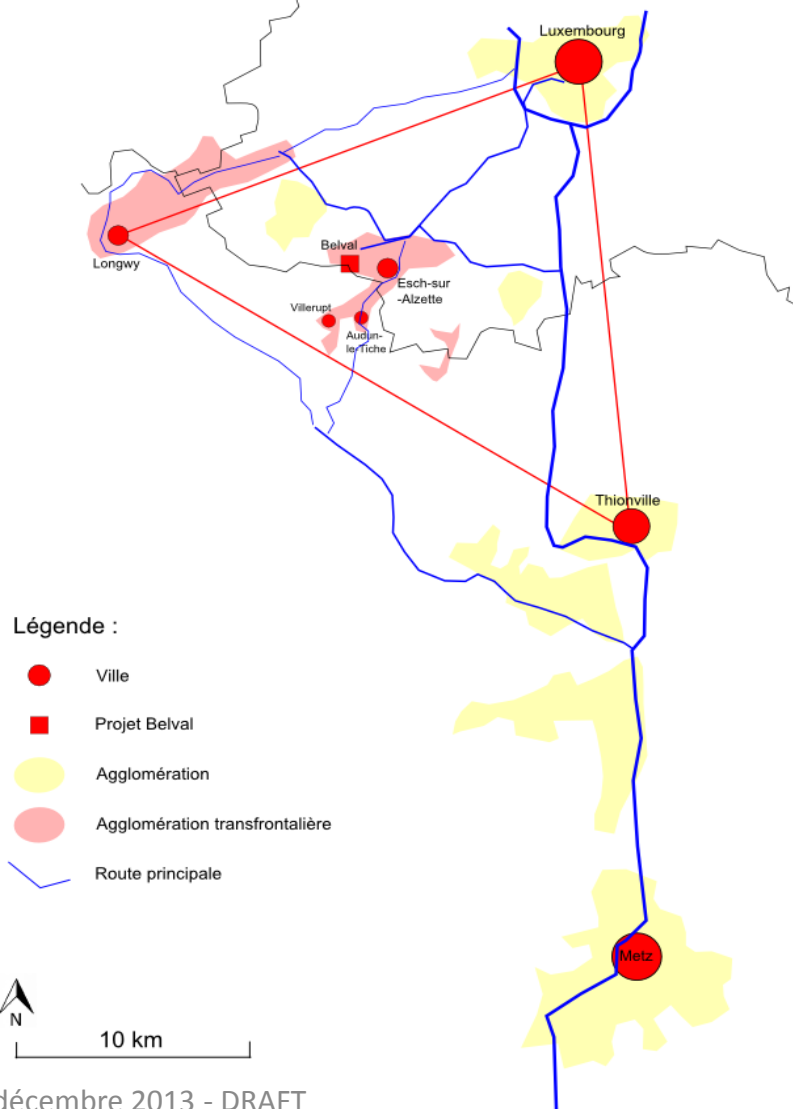 Luxembourg
Longwy
Belval
Esch-sur
-Alzette
Villerupt
Audun-
le-Tiche
Thionville
Légende :
Ville
Projet Belval
Agglomération
Agglomération transfrontalière
Route principale
Metz
N
10 km
décembre 2013 - DRAFT